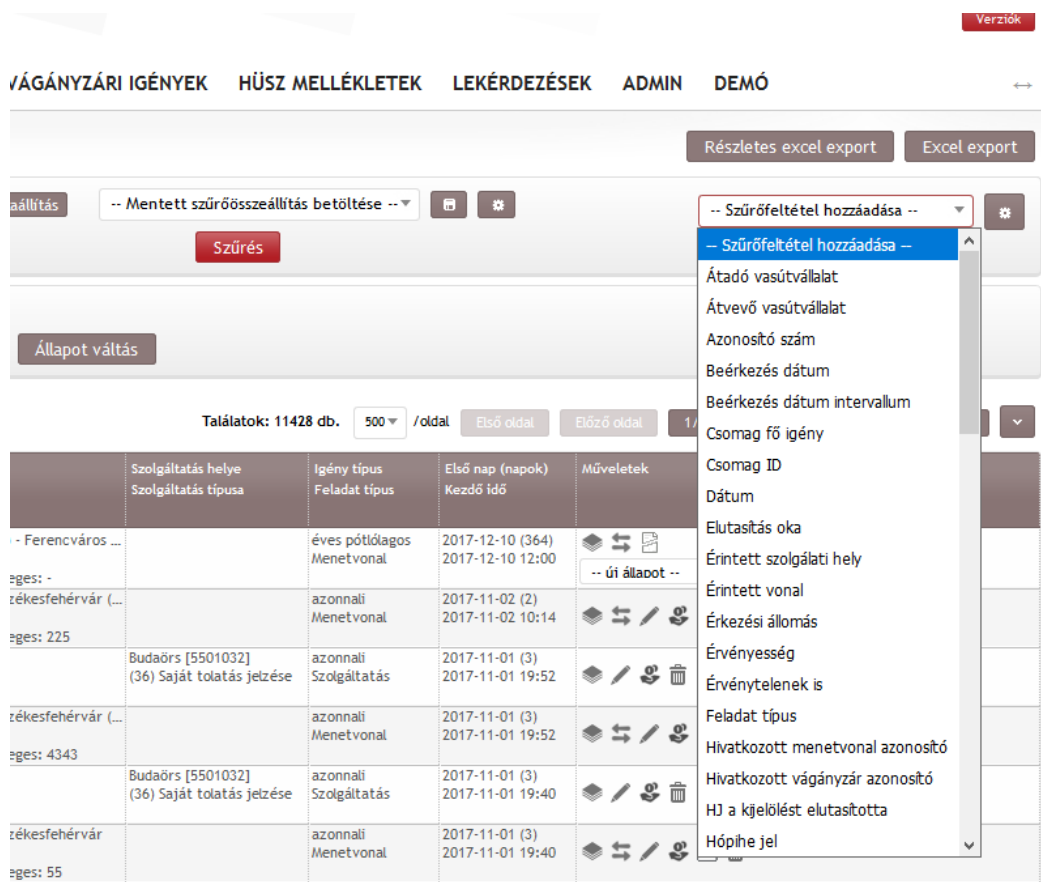 Verziók
VÁGÁNYZÁRI IGÉNYEK HÜSZ MELLÉKLETEK LEKÉRDEZÉSEK ADMIN DEMÓ
Részletes excel export Excel export
-- Mentett szűrőösszeállítás betöltése -- -- Szűrőfeltétel hozzáadása --
Szűrés
-- Szűrőfeltétel hozzáadása --
Átadó vasútvállalat
Átvevő vasútvállalat
Azonosító szám
Beérkezés dátum
Beérkezés dátum intervallum
Csomag fő igény
Csomag ID
Dátum
Elutasítás oka
Érintett szolgálati hely
Érintett vonal
Érkezési állomás
Érvényesség
Érvénytelenek is
Feladat típus
Hivatkozott menetvonal azonosító
Hivatkozott vágányzár azonosító
HJ a kijelölést elutasította
Hópihe jel
Állapot váltás
Találatok: 11428 db. 500 /oldal Első oldal Előző oldal 1/
Szolgáltatás helye Igény típus Első nap (napok) Műveletek
Szolgáltatás típusa Feladat típus Kezdő idő
- Ferencváros ... éves pótlólagos 2017-12-10 (364)
Menetvonal 2017-12-10 12:00
eges: - -- új állapot --
zékesfehérvár (... azonnali 2017-11-02 (2)
Menetvonal 2017-11-02 10:14
eges: 225
Budaörs [5501032] azonnali 2017-11-01 (3)
(36) Saját tolatás jelzése Szolgáltatás 2017-11-01 19:52
zékesfehérvár (... azonnali 2017-11-01 (3)
Menetvonal 2017-11-01 19:52
eges: 4343
Budaörs [5501032] azonnali 2017-11-01 (3)
(36) Saját tolatás jelzése Szolgáltatás 2017-11-01 19:40
zékesfehérvár azonnali 2017-11-01 (3)
Menetvonal 2017-11-01 19:40
eges: 55